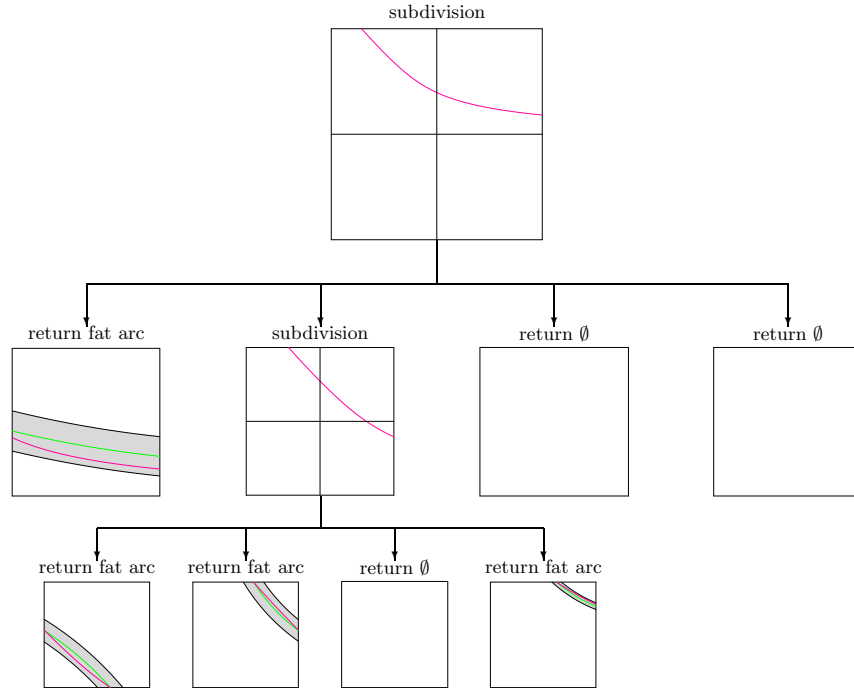 subdivision
return fat arc
subdivision
return ∅
return ∅
return fat arc
return fat arc
return ∅
return fat arc